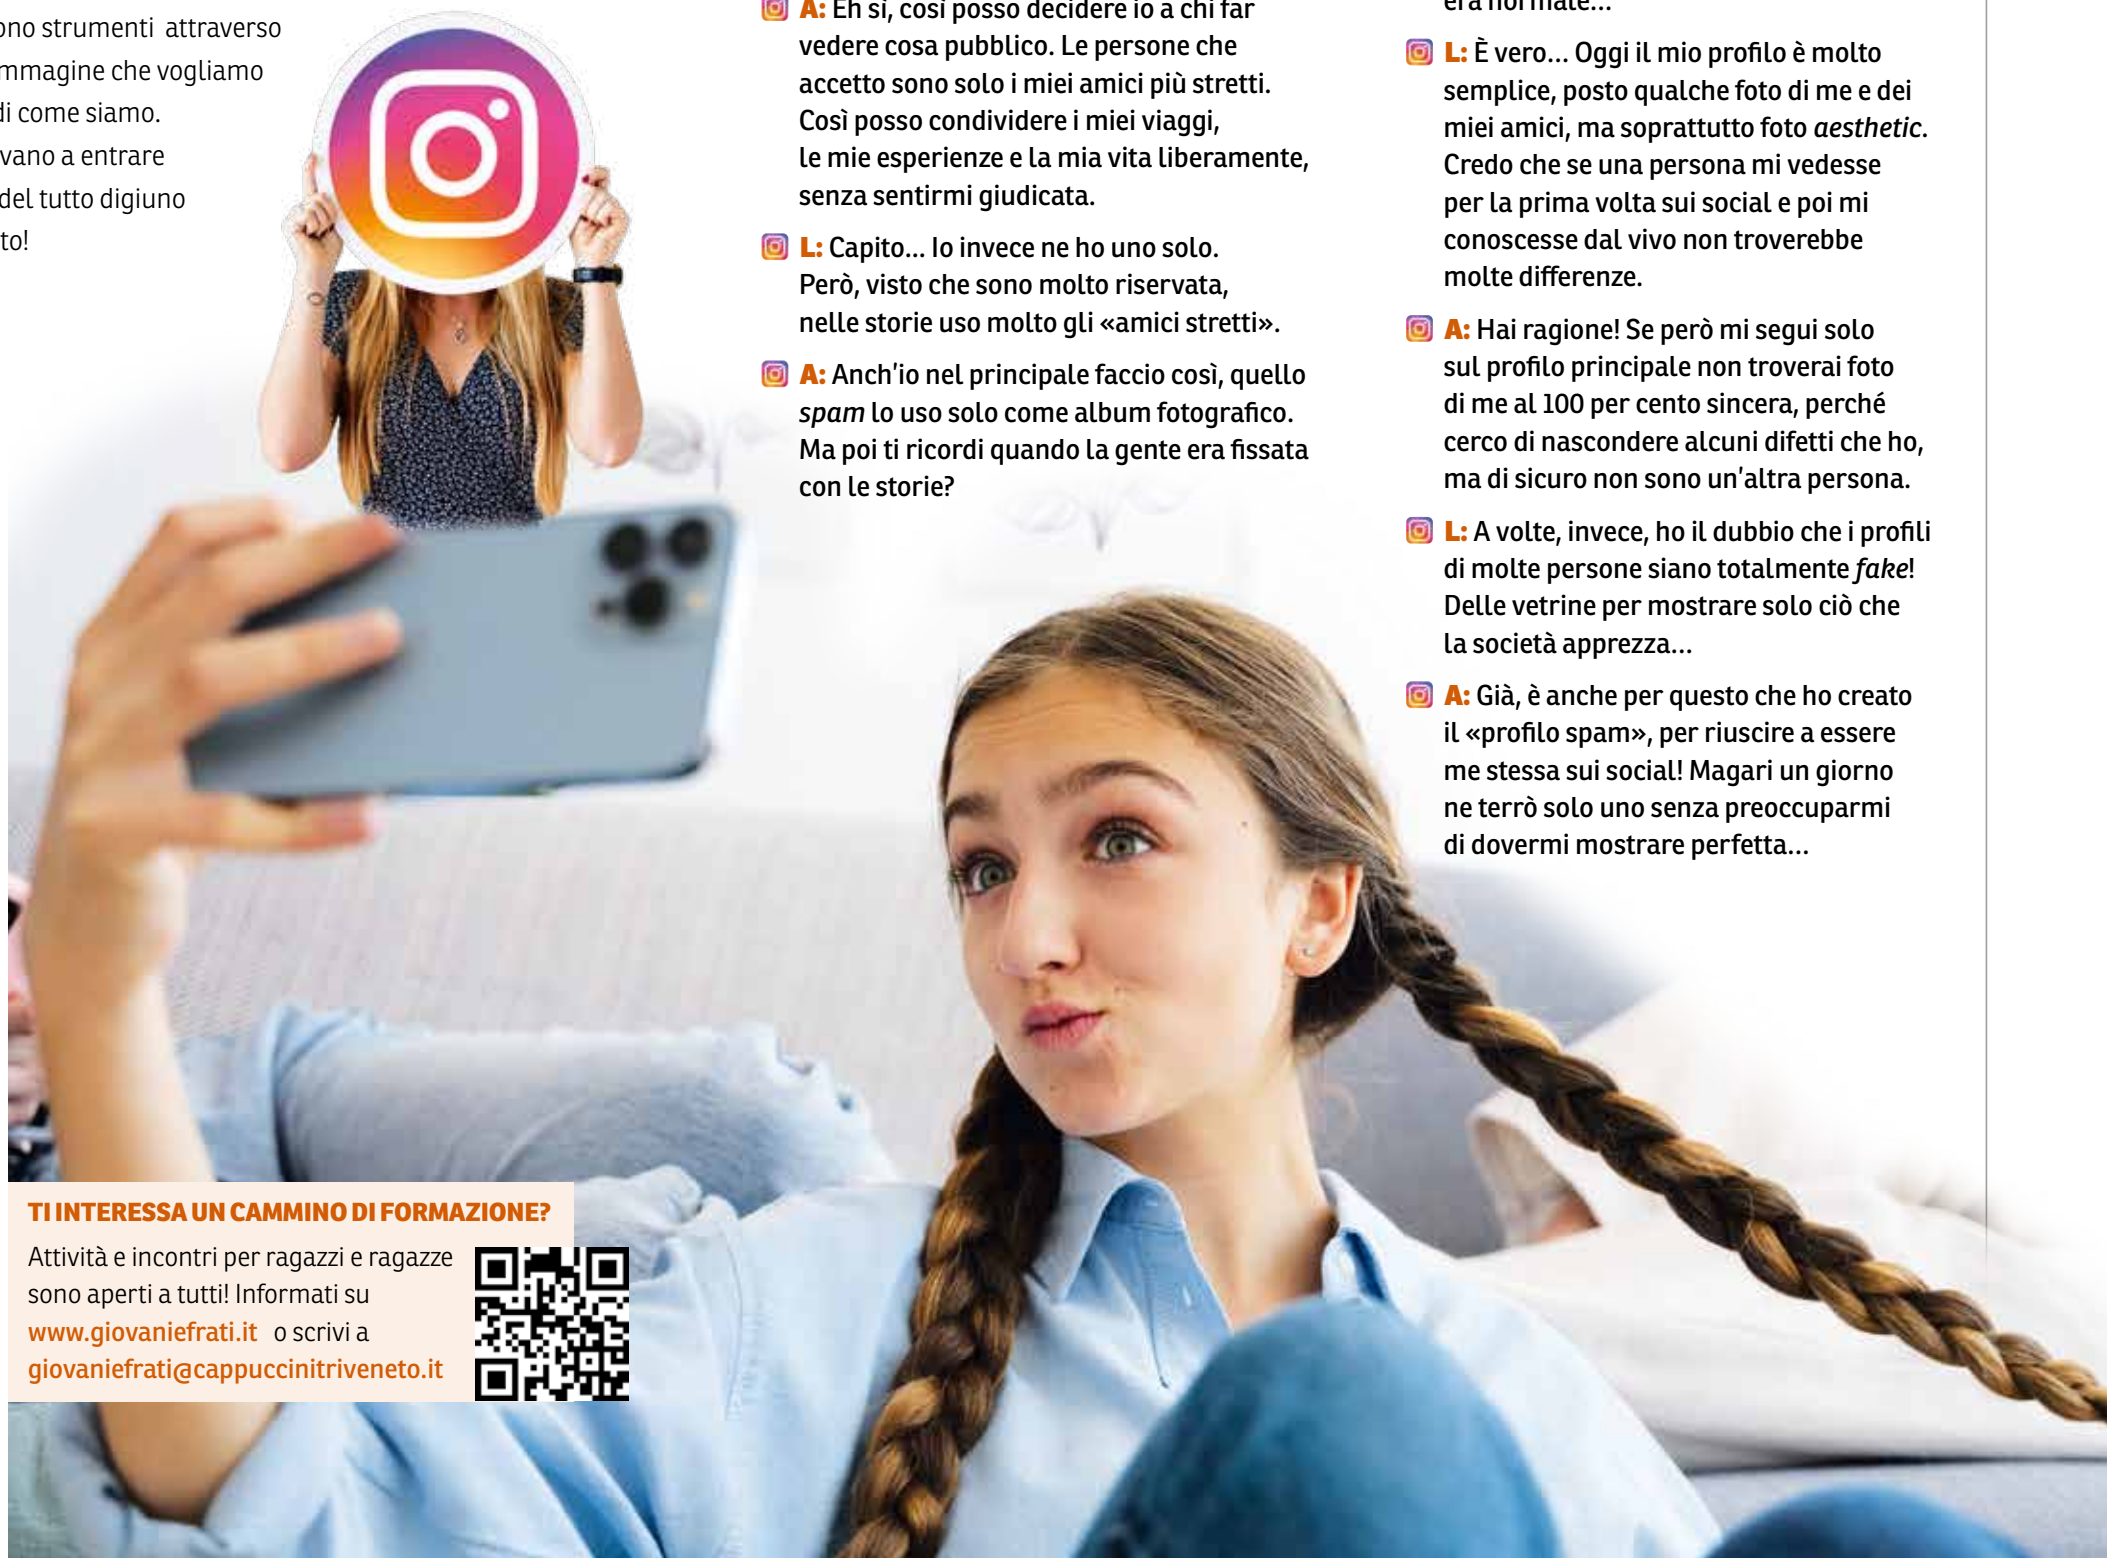 ono strumenti attraverso
mmagine che vogliamo
di come siamo.
vano a entrare
del tutto digiuno
to!
A: Eh sì, così posso decidere io a chi far
vedere cosa pubblico. Le persone che
accetto sono solo i miei amici più stretti.
Così posso condividere i miei viaggi,
le mie esperienze e la mia vita liberamente,
senza sentirmi giudicata.
L: Capito... Io invece ne ho uno solo.
Però, visto che sono molto riservata,
nelle storie uso molto gli «amici stretti».
A: Anch'io nel principale faccio così, quello
spam lo uso solo come album fotografico.
Ma poi ti ricordi quando la gente era fissata
con le storie?
era normale...
L: È vero... Oggi il mio profilo è molto
semplice, posto qualche foto di me e dei
miei amici, ma soprattutto foto aesthetic.
Credo che se una persona mi vedesse
per la prima volta sui social e poi mi
conoscesse dal vivo non troverebbe
molte differenze.
A: Hai ragione! Se però mi segui solo
sul profilo principale non troverai foto
di me al 100 per cento sincera, perché
cerco di nascondere alcuni difetti che ho,
ma di sicuro non sono un'altra persona.
L: A volte, invece, ho il dubbio che i profili
di molte persone siano totalmente fake!
Delle vetrine per mostrare solo ciò che
la società apprezza...
A: Già, è anche per questo che ho creato
il «profilo spam», per riuscire a essere
me stessa sui social! Magari un giorno
ne terrò solo uno senza preoccuparmi
di dovermi mostrare perfetta...
TI INTERESSA UN CAMMINO DI FORMAZIONE?
Attività e incontri per ragazzi e ragazze
sono aperti a tutti! Informati su
www.giovaniefrati.it o scrivi a
giovaniefrati@cappuccinitriveneto.it